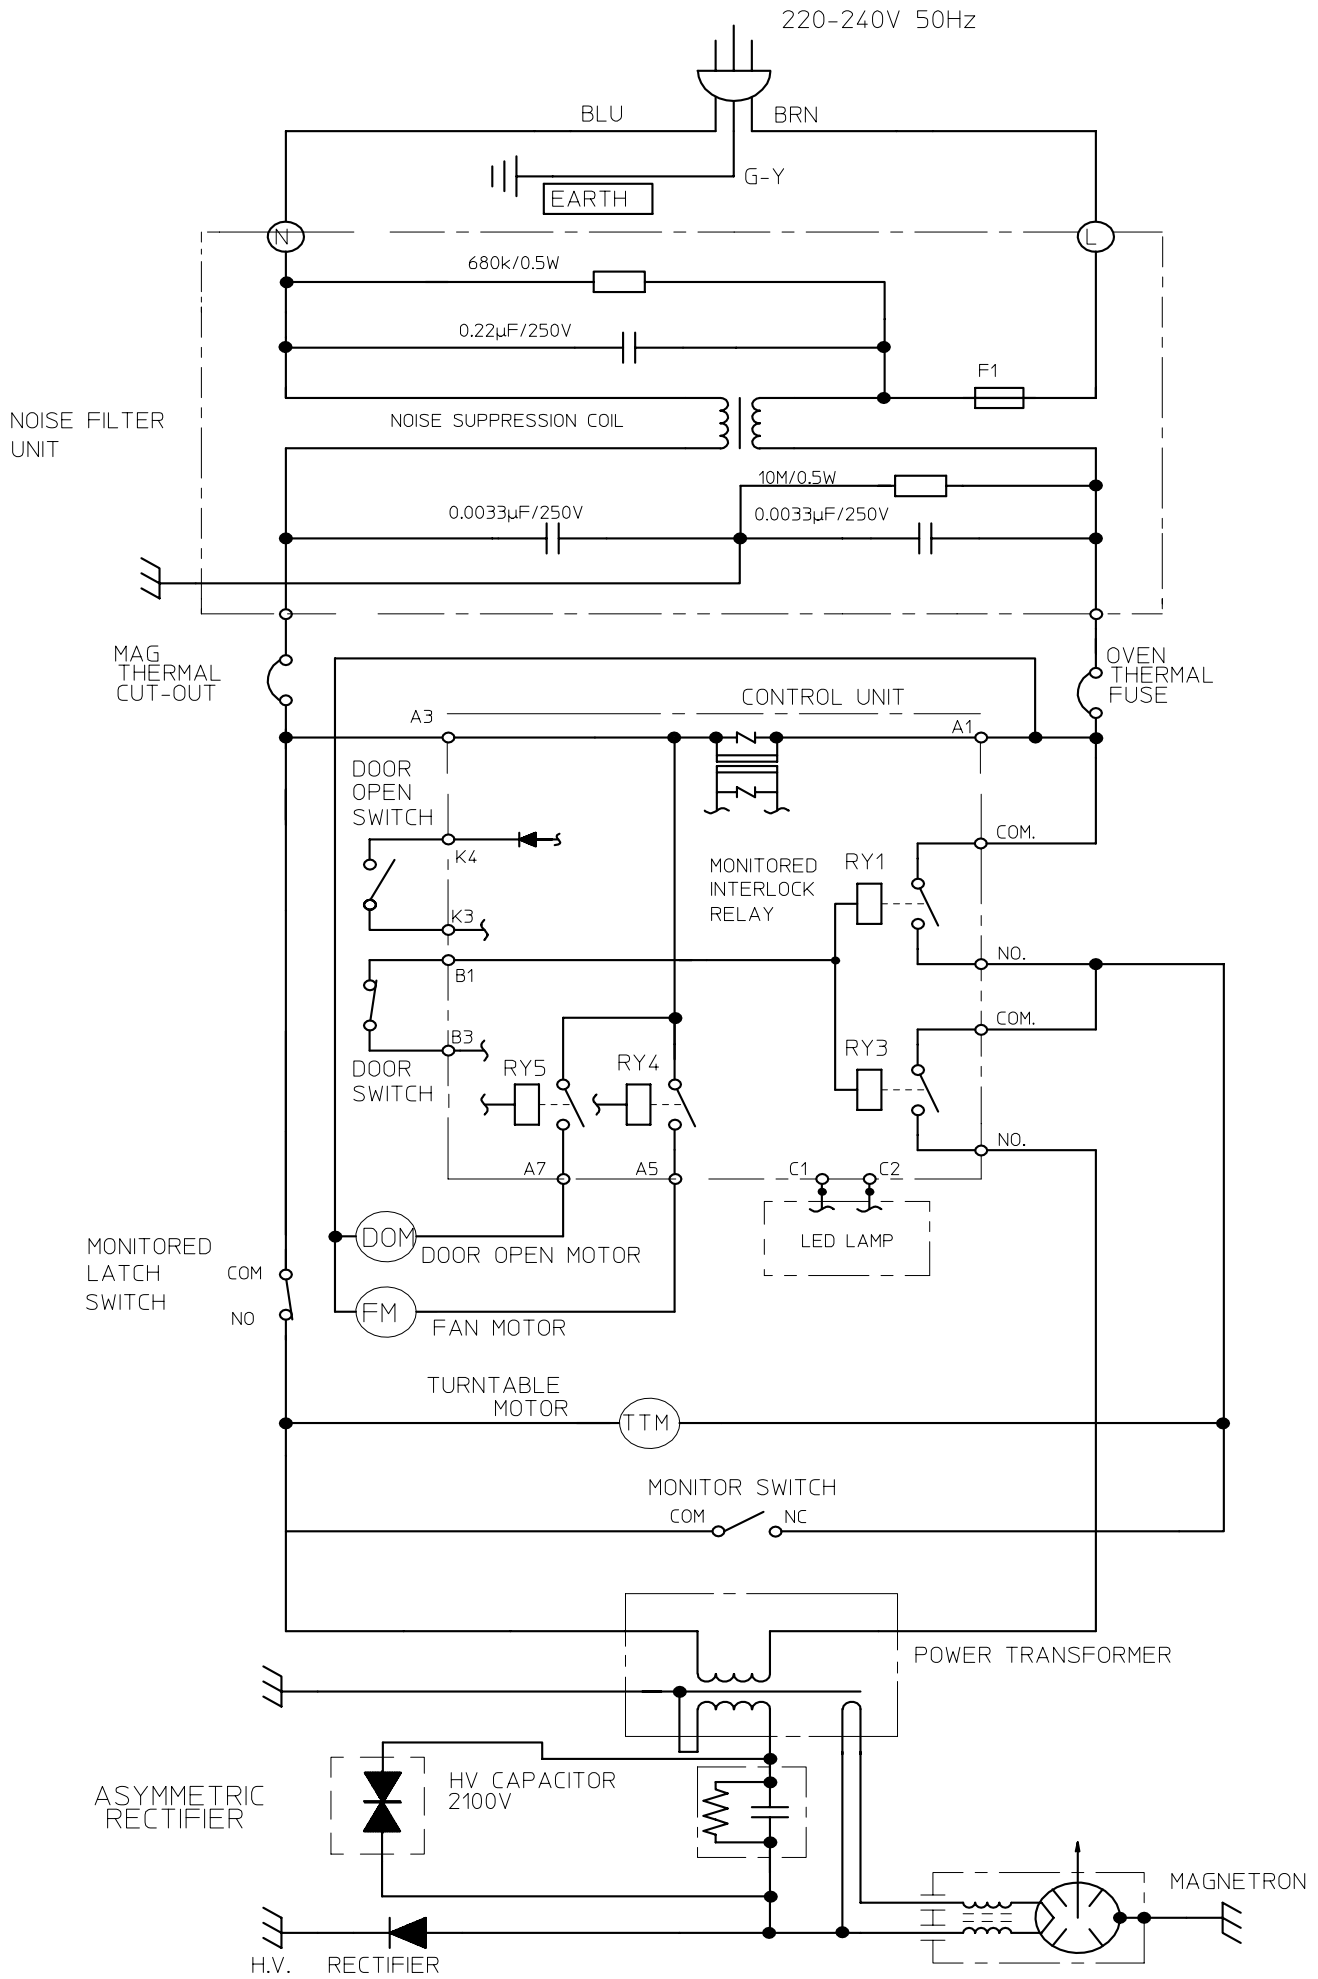 220-240V 50Hz
BLU
BRN
G-Y
EARTH
N
L
680k/0.5W
0.22µF/250V
F1
NOISE FILTER
UNIT
NOISE SUPPRESSION COIL
10M/0.5W
0.0033µF/250V
0.0033µF/250V
MAG
THERMAL
CUT-OUT
OVEN
THERMAL
FUSE
CONTROL UNIT
A3
A1
DOOR
OPEN
SWITCH
K4
K3
MONITORED
INTERLOCK
RELAY
RY1
COM.
NO.
B1
B3
DOOR
SWITCH
RY5
RY4
RY3
COM.
NO.
A7
A5
C1
C2
LED LAMP
DOM
DOOR OPEN MOTOR
MONITORED
LATCH
SWITCH
COM
NO
FM
FAN MOTOR
TURNTABLE
MOTOR
TTM
MONITOR SWITCH
COM
NC
POWER TRANSFORMER
ASYMMETRIC
RECTIFIER
HV CAPACITOR
2100V
MAGNETRON
H.V. RECTIFIER